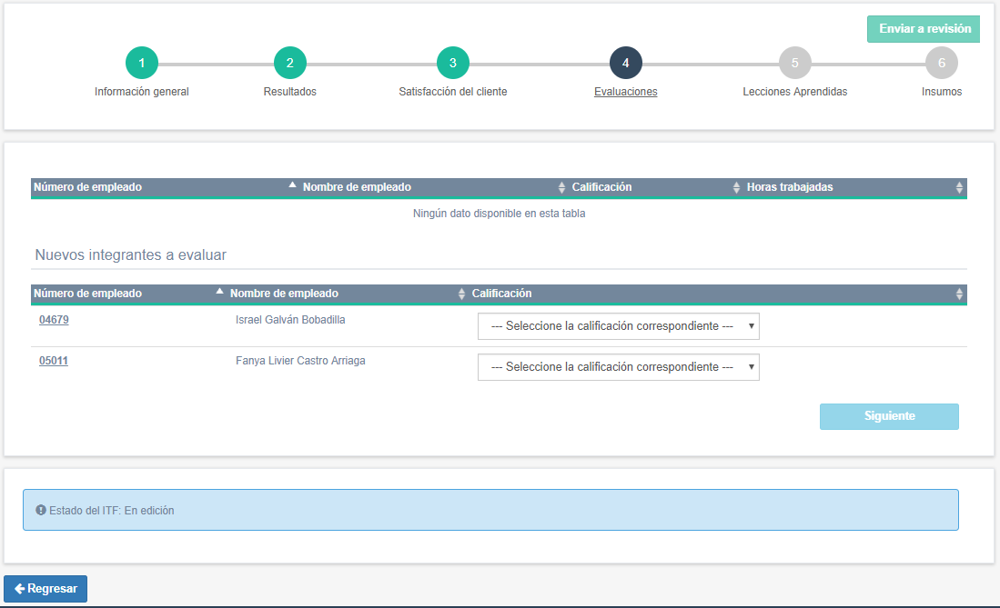 Enviar a revisión
1 2 3 4 5 6
Información general Resultados Satisfacción del cliente Evaluaciones Lecciones Aprendidas Insumos
Número de empleado Nombre de empleado Calificación Horas trabajadas
Ningún dato disponible en esta tabla
Nuevos integrantes a evaluar
Número de empleado Nombre de empleado Calificación
04679 Israel Galván Bobadilla --- Seleccione la calificación correspondiente ---
05011 Fanya Livier Castro Arriaga --- Seleccione la calificación correspondiente ---
Siguiente
Estado del ITF: En edición
Regresar